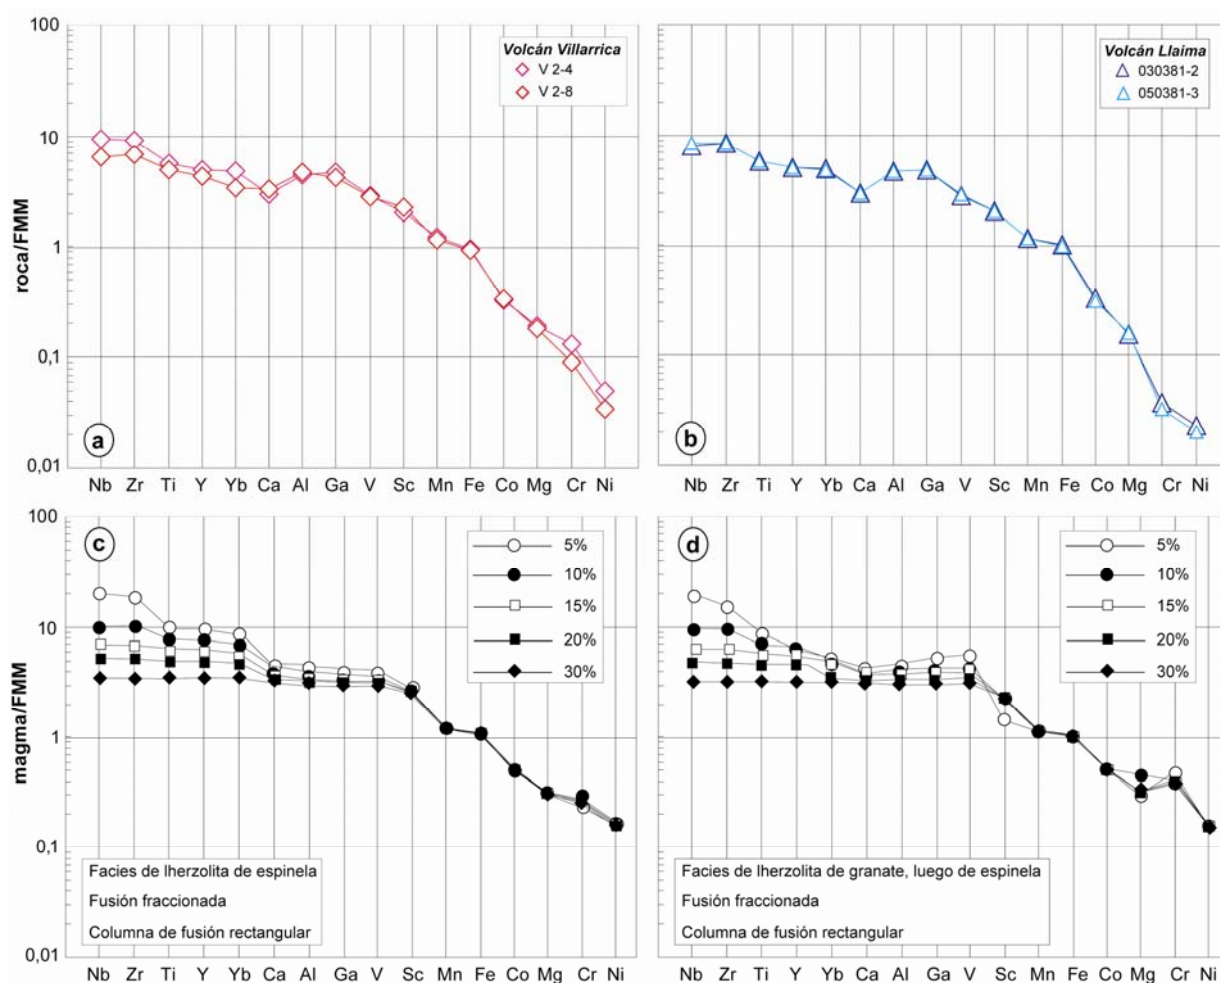 Volcán Villarrica
V 2-4
V 2-8
100
10
1
0,1
0,01
roca/FMM
a
Nb Zr Ti Y Yb Ca Al Ga V Sc Mn Fe Co Mg Cr Ni
Volcán Llaima
030381-2
050381-3
b
Nb Zr Ti Y Yb Ca Al Ga V Sc Mn Fe Co Mg Cr Ni
c
5%
10%
15%
20%
30%
100
10
1
0,1
0,01
magma/FMM
Facies de lherzolita de espinela
Fusión fraccionada
Columna de fusión rectangular
Nb Zr Ti Y Yb Ca Al Ga V Sc Mn Fe Co Mg Cr Ni
d
5%
10%
15%
20%
30%
Facies de lherzolita de granate, luego de espinela
Fusión fraccionada
Columna de fusión rectangular
Nb Zr Ti Y Yb Ca Al Ga V Sc Mn Fe Co Mg Cr Ni